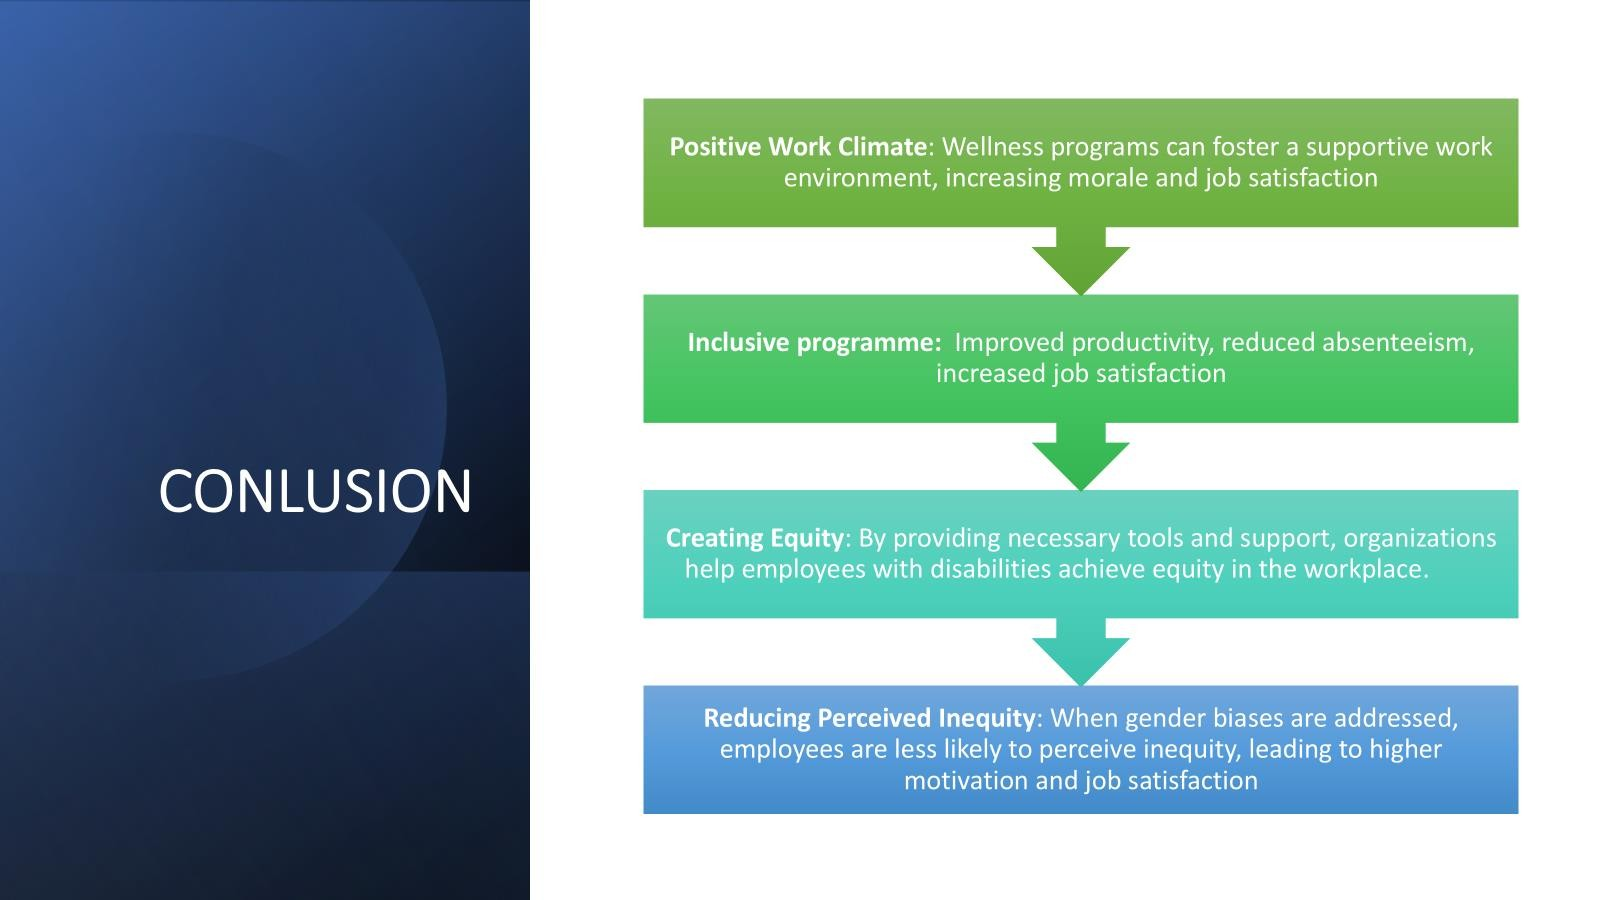 CONLUSION
Positive Work Climate: Wellness programs can foster a supportive work
environment, increasing morale and job satisfaction
Inclusive programme:  Improved productivity, reduced absenteeism,
increased job satisfaction
Creating Equity: By providing necessary tools and support, organizations
help employees with disabilities achieve equity in the workplace.
Reducing Perceived Inequity: When gender biases are addressed,
employees are less likely to perceive inequity, leading to higher
motivation and job satisfaction